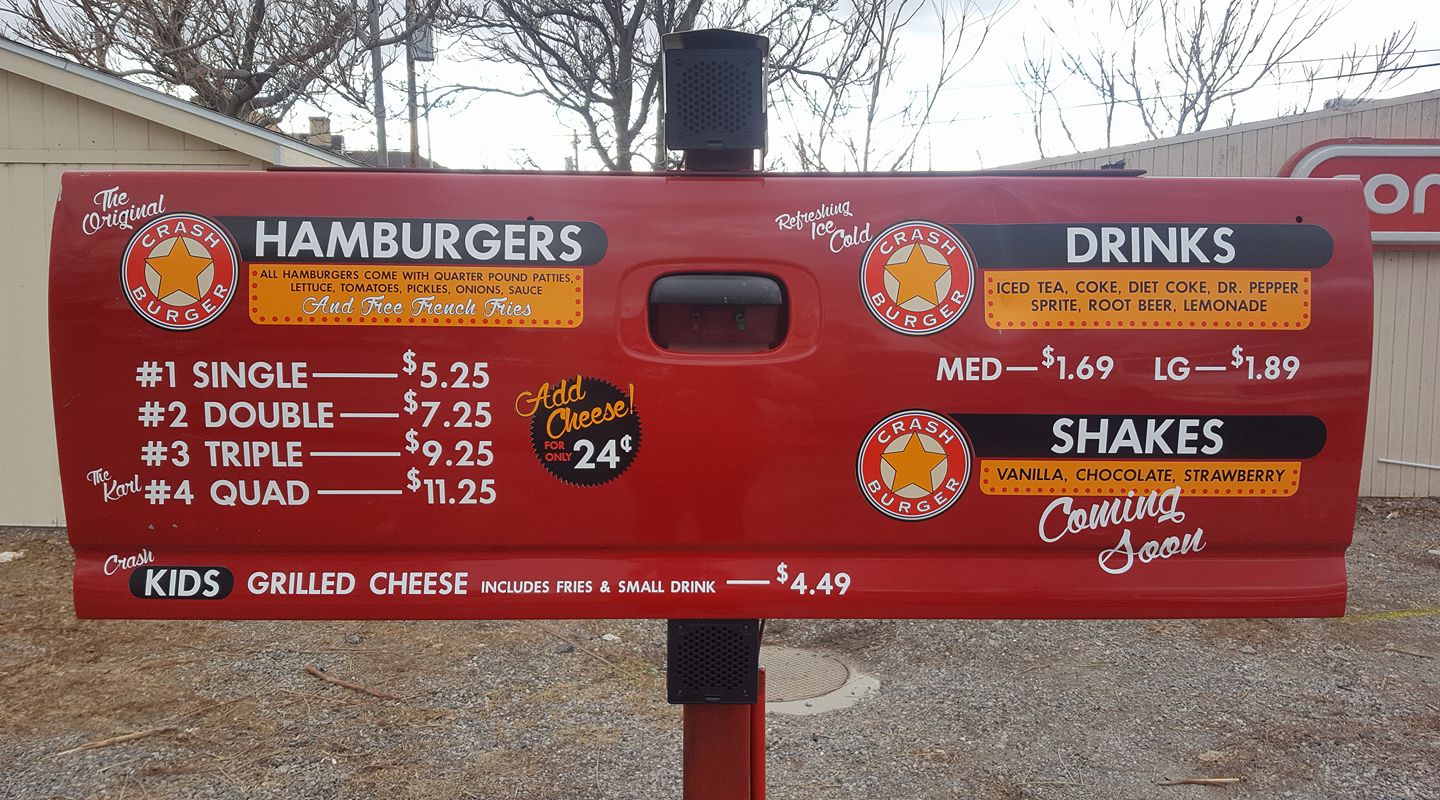 The
Original
CRASH
BURGER
HAMBURGERS
ALL HAMBURGERS COME WITH QUARTER POUND PATTIES,
LETTUCE, TOMATOES, PICKLES, ONIONS, SAUCE
And Free French Fries
#1 SINGLE — $5.25
#2 DOUBLE — $7.25
#3 TRIPLE — $9.25
The
Karl
#4 QUAD — $11.25
Add
Cheese!
FOR
ONLY 24¢
Crash
KIDS GRILLED CHEESE INCLUDES FRIES & SMALL DRINK — $4.49
Refreshing
Ice
Cold
CRASH
BURGER
DRINKS
ICED TEA, COKE, DIET COKE, DR. PEPPER
SPRITE, ROOT BEER, LEMONADE
MED — $1.69 LG — $1.89
CRASH
BURGER
SHAKES
VANILLA, CHOCOLATE, STRAWBERRY
Coming
Soon